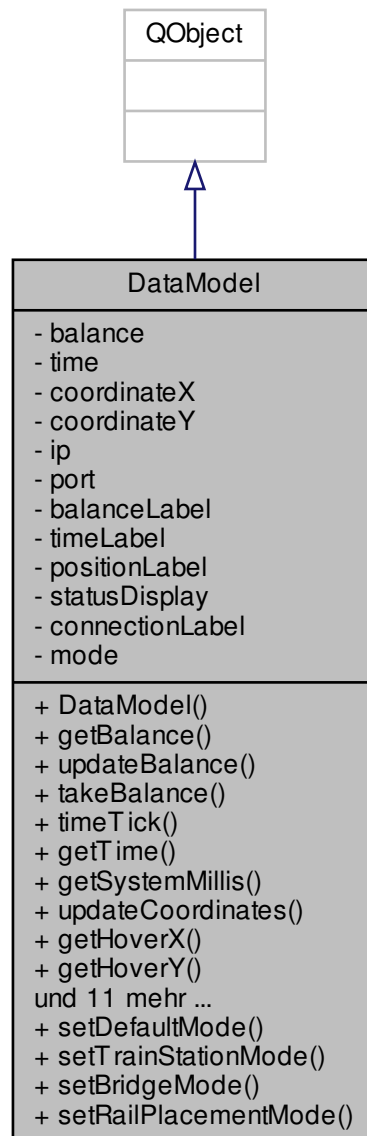 QObject
DataModel
- balance
- time
- coordinateX
- coordinateY
- ip
- port
- balanceLabel
- timeLabel
- positionLabel
- statusDisplay
- connectionLabel
- mode
+ DataModel()
+ getBalance()
+ updateBalance()
+ takeBalance()
+ timeTick()
+ getTime()
+ getSystemMillis()
+ updateCoordinates()
+ getHoverX()
+ getHoverY()
und 11 mehr ...
+ setDefaultMode()
+ setTrainStationMode()
+ setBridgeMode()
+ setRailPlacementMode()